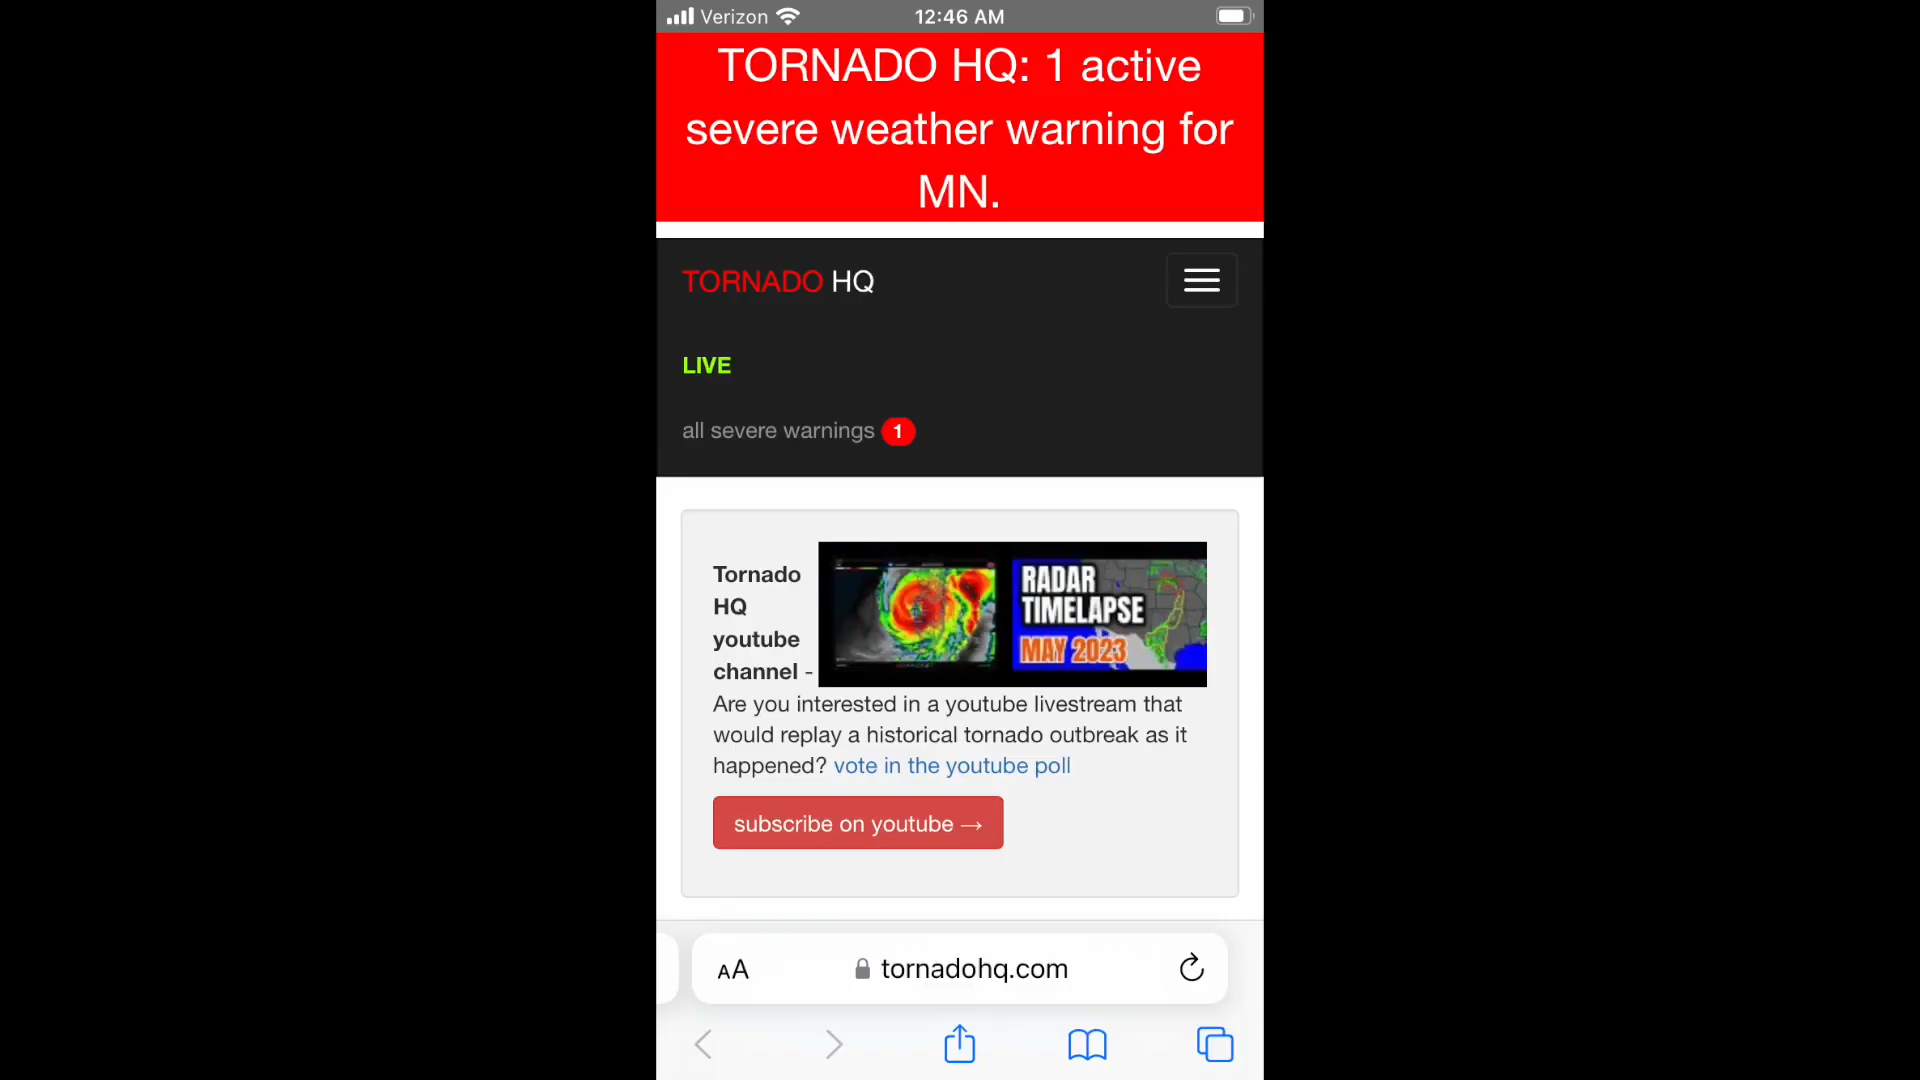 Verizon 12:46 AM
TORNADO HQ: 1 active
severe weather warning for
MN.
TORNADO HQ
LIVE
all severe warnings 1
Tornado
HQ
youtube
channel -
RADAR
TIMELAPSE
MAY 2023
Are you interested in a youtube livestream that
would replay a historical tornado outbreak as it
happened? vote in the youtube poll
subscribe on youtube →
AA tornadohq.com